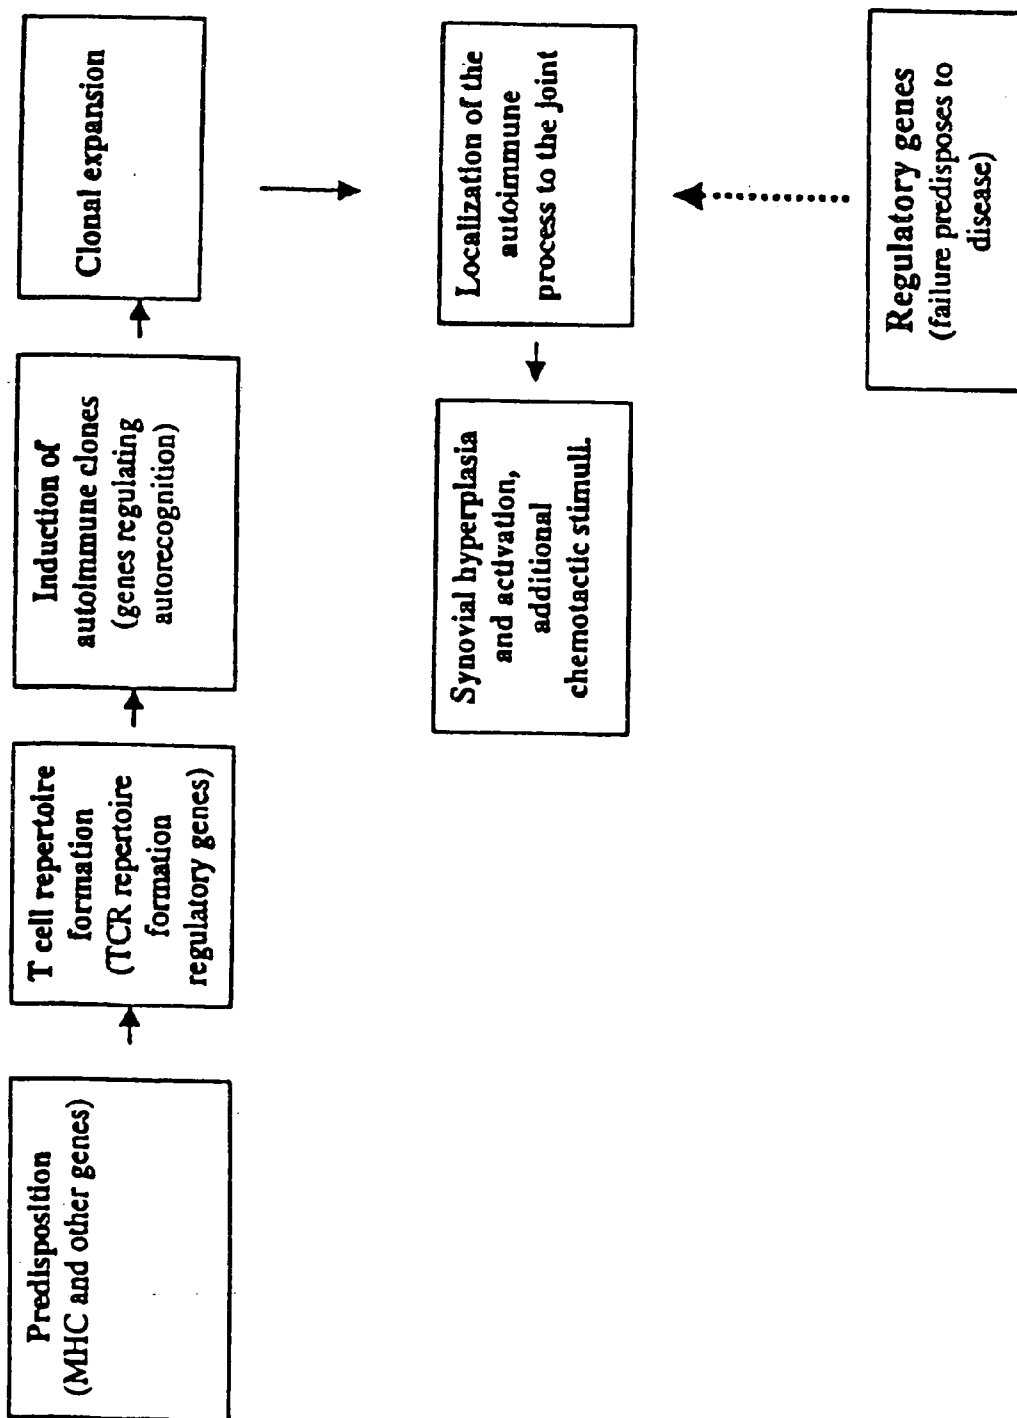 Predisposition
(MHC and other genes)
T cell repertoire
formation
(TCR repertoire
formation
regulatory genes)
Induction of
autoimmune clones
(genes regulating
autorecognition)
Clonal expansion
Localization of the
autoimmune
process to the joint
Synovial hyperplasia
and activation,
additional
chemotactic stimuli.
Regulatory genes
(failure predisposes to
disease)